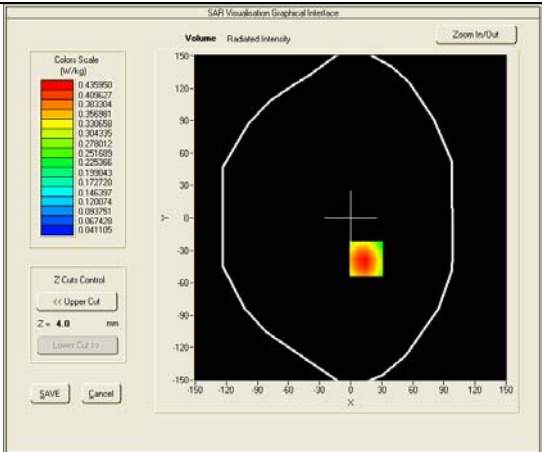 SAR Visualisation Graphical Interface
Volume Radiated Intensity
Zoom In/Out
Colors Scale
(W/kg)
0.435950
0.409627
0.383304
0.356981
0.330658
0.304335
0.278012
0.251689
0.225366
0.199043
0.172720
0.146397
0.120074
0.093751
0.067428
0.041105
Z-Cuts Control
<< Upper Cut
Z = 4.0 mm
Lower Cut >>
SAVE Cancel
150-
120-
90-
60-
30-
0-
-30-
-60-
-90-
-120-
-150-
Y
-150 -120 -90 -60 -30 0 30 60 90 120 150
X